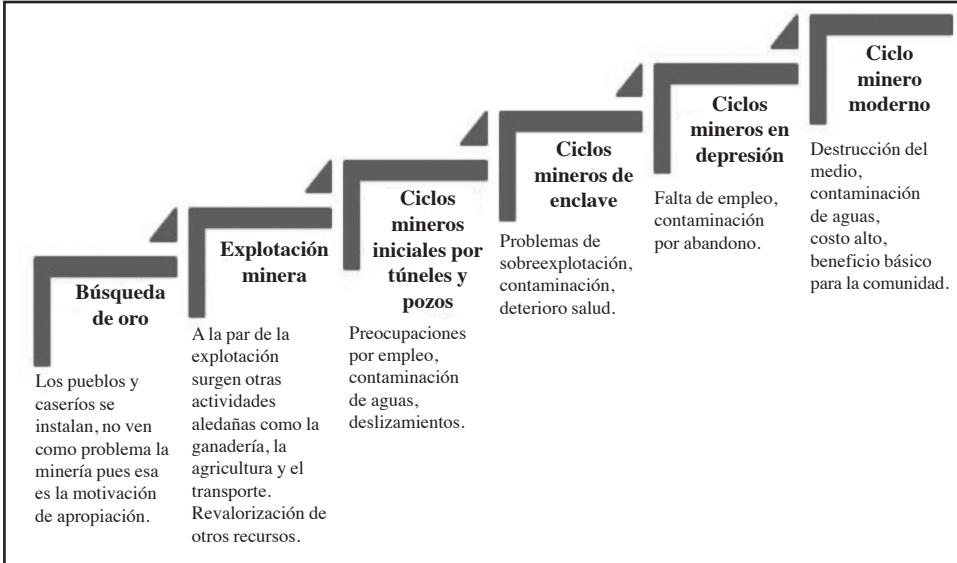 Búsqueda
de oro
Los pueblos y
caseríos se
instalan, no ven
como problema la
minería pues esa
es la motivación
de apropiación.
Explotación
minera
A la par de la
explotación
surgen otras
actividades
aledañas como la
ganadería, la
agricultura y el
transporte.
Revalorización de
otros recursos.
Ciclos
mineros
iniciales por
túneles y
pozos
Preocupaciones
por empleo,
contaminación
de aguas,
deslizamientos.
Ciclos
mineros de
enclave
Problemas de
sobreexplotación,
contaminación,
deterioro salud.
Ciclos
mineros en
depresión
Falta de empleo,
contaminación
por abandono.
Ciclo
minero
moderno
Destrucción del
medio,
contaminación
de aguas,
costo alto,
beneficio básico
para la comunidad.